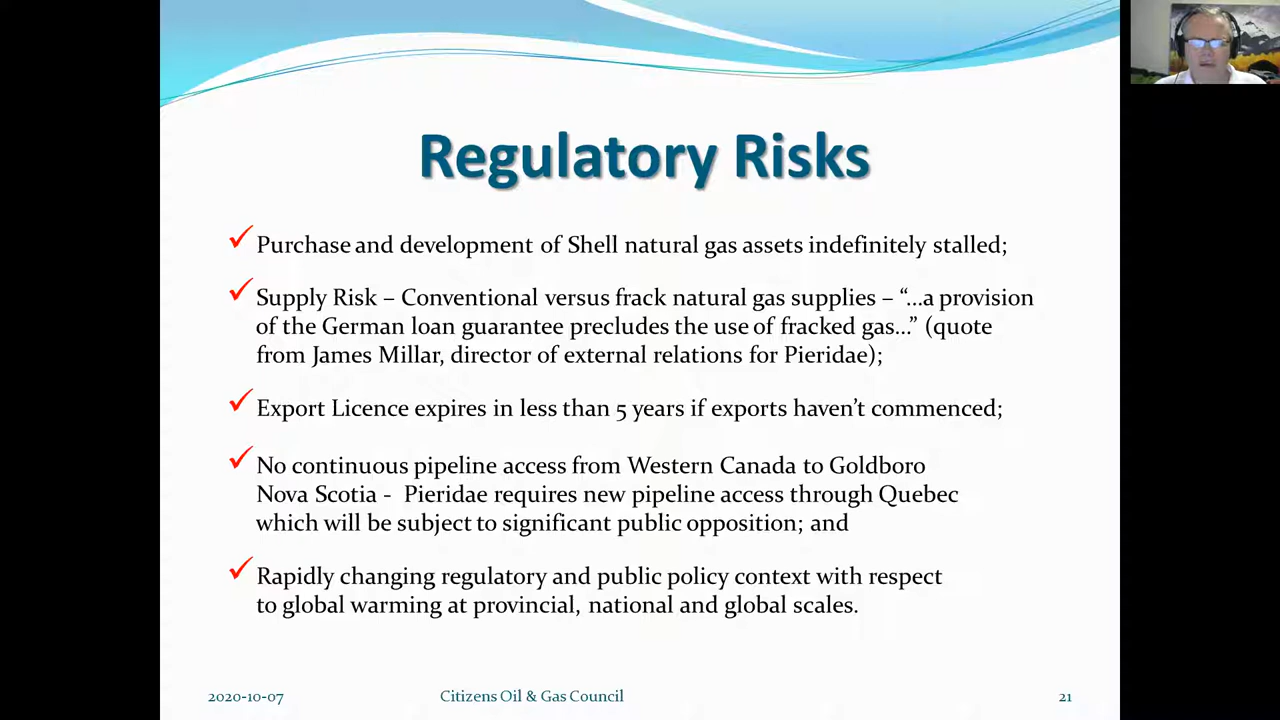 Regulatory Risks
Purchase and development of Shell natural gas assets indefinitely stalled;
Supply Risk – Conventional versus frack natural gas supplies – “...a provision
of the German loan guarantee precludes the use of fracked gas...” (quote
from James Millar, director of external relations for Pieridae);
Export Licence expires in less than 5 years if exports haven’t commenced;
No continuous pipeline access from Western Canada to Goldboro
Nova Scotia - Pieridae requires new pipeline access through Quebec
which will be subject to significant public opposition; and
Rapidly changing regulatory and public policy context with respect
to global warming at provincial, national and global scales.
2020-10-07 Citizens Oil & Gas Council 21